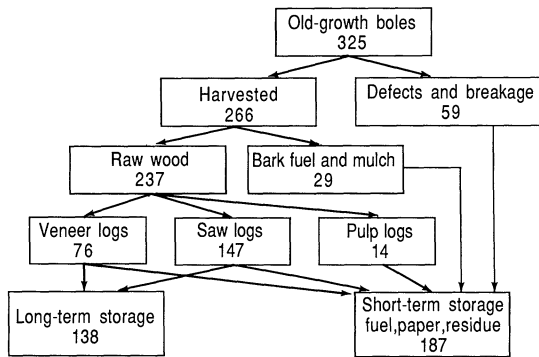 Old-growth boles
325
Harvested
266
Defects and breakage
59
Raw wood
237
Bark fuel and mulch
29
Veneer logs
76
Saw logs
147
Pulp logs
14
Long-term storage
138
Short-term storage
fuel,paper,residue
187